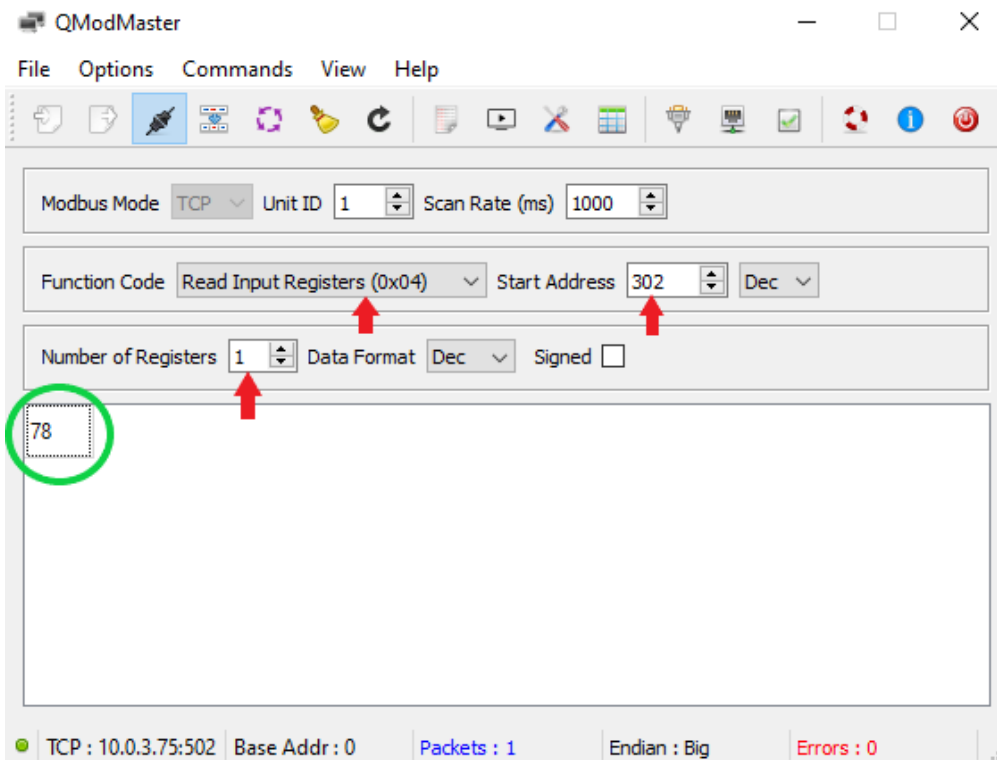 QModMaster
File Options Commands View Help
Modbus Mode TCP Unit ID 1 Scan Rate (ms) 1000
Function Code Read Input Registers (0x04) Start Address 302 Dec
Number of Registers 1 Data Format Dec Signed
78
TCP : 10.0.3.75:502 Base Addr : 0 Packets : 1 Endian : Big Errors : 0